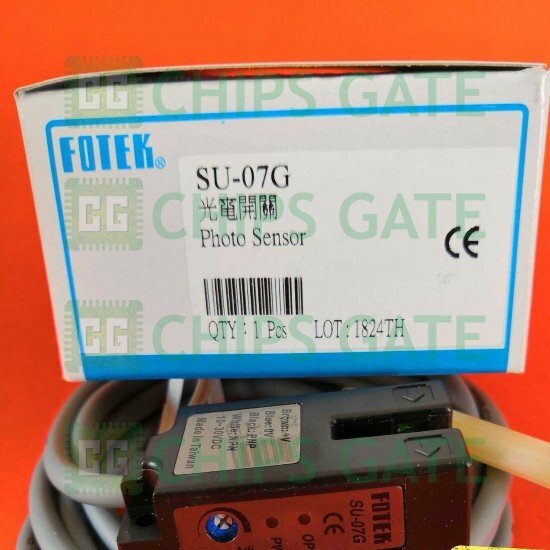 CHIPS GATE
FOTEK®
SU-07G
光電開關
Photo Sensor
CE
QTY : 1 Pcs LOT : 1824TH
CHIPS GATE
CHIPS GATE
CHIPS GATE
Brown:+V
Blue:0V
Black:PNP
White:NPN
10~30VDC
Made in Taiwan
FOTEK
SU-07G
OP